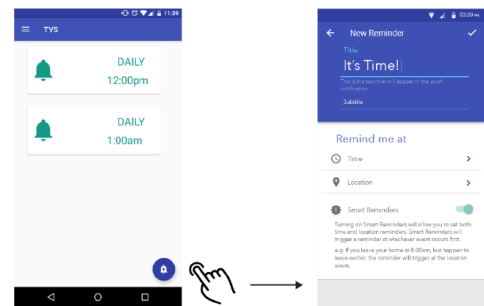 11:39
TYS
DAILY
12:00pm
DAILY
1:00am
New Reminder
Title
It's Time!
This is the text that will appear in the push
notification
Subtitle
Remind me at
Time
Location
Smart Reminders
Turning on Smart Reminders will allow you to set both
time and location reminders. Smart Reminders will
trigger a reminder at whichever event occurs first.
e.g. If you leave your home at 8:00am, but happen to
leave earlier, the reminder will trigger at the location
event.